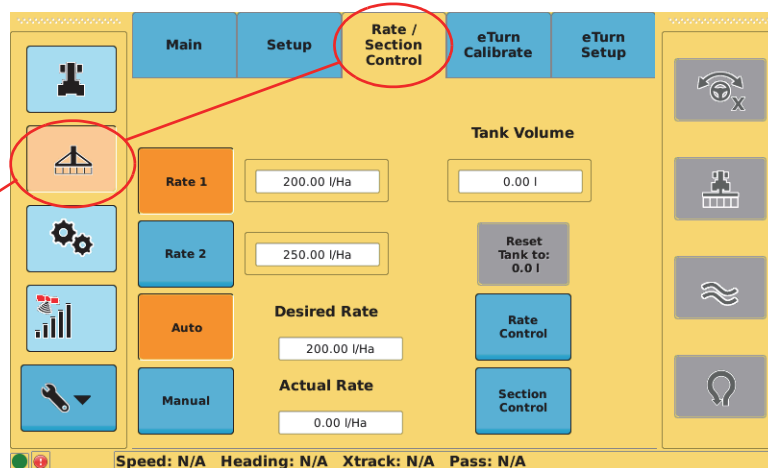 Main
Setup
Rate /
Section
Control
eTurn
Calibrate
eTurn
Setup
X
Tank Volume
Rate 1
200.00 l/Ha
0.00 l
Rate 2
250.00 l/Ha
Reset
Tank to:
0.0 l
Auto
Desired Rate
200.00 l/Ha
Rate
Control
Manual
Actual Rate
0.00 l/Ha
Section
Control
Speed: N/A Heading: N/A Xtrack: N/A Pass: N/A